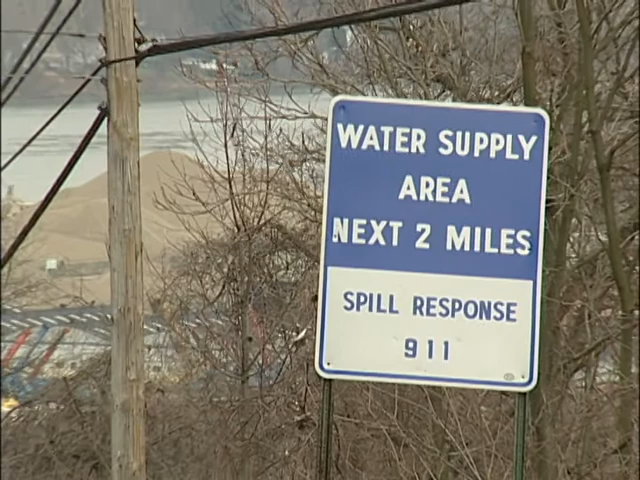 WATER SUPPLY
AREA
NEXT 2 MILES
SPILL RESPONSE
911